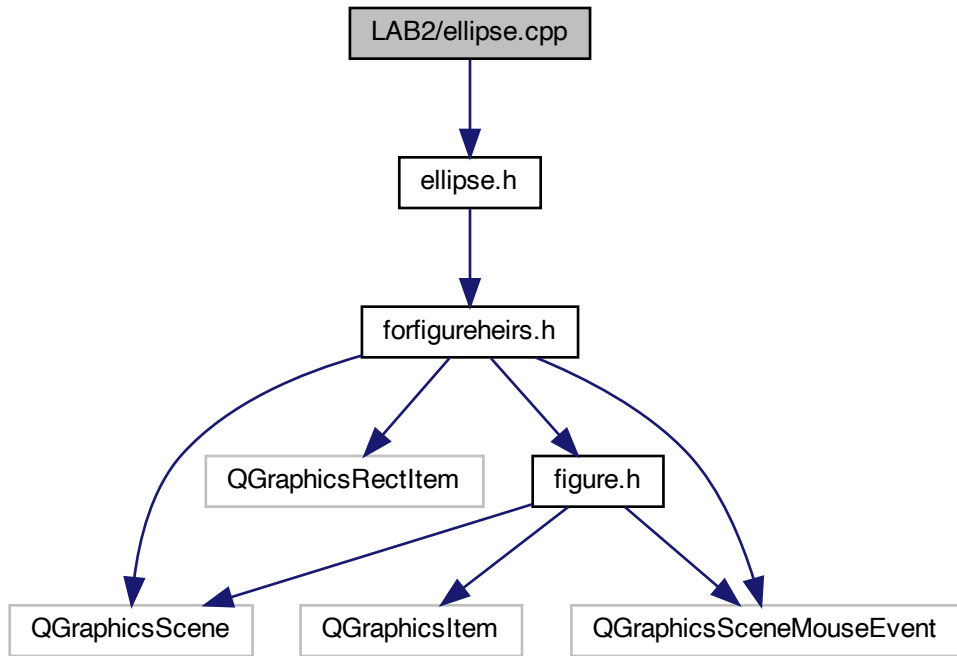 LAB2/ellipse.cpp
ellipse.h
forfigureheirs.h
QGraphicsRectItem
figure.h
QGraphicsScene
QGraphicsItem
QGraphicsSceneMouseEvent